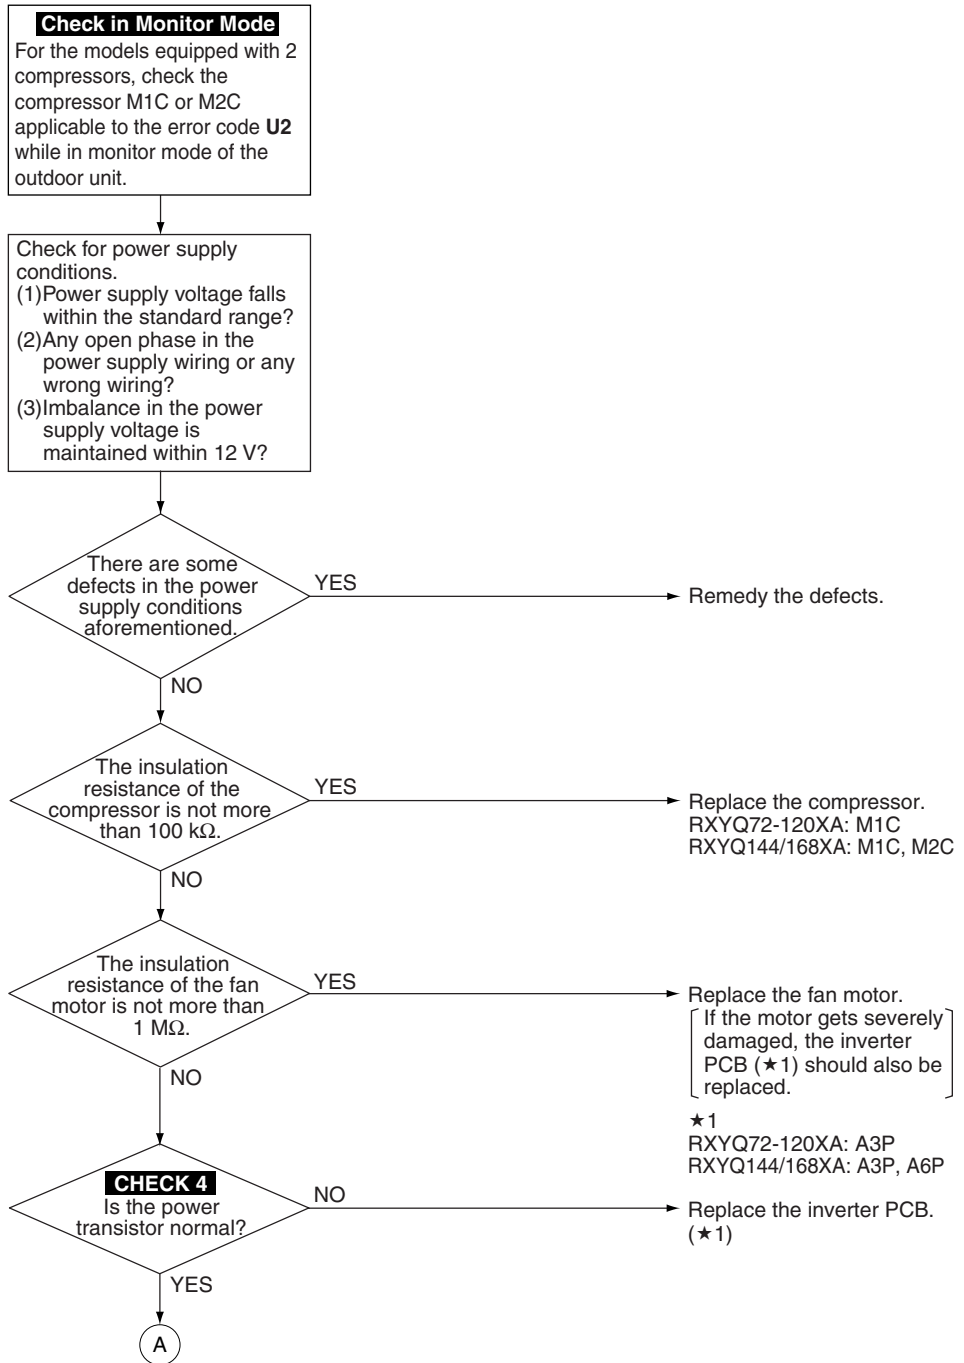 Check in Monitor Mode
For the models equipped with 2
compressors, check the
compressor M1C or M2C
applicable to the error code U2
while in monitor mode of the
outdoor unit.
Check for power supply
conditions.
(1)Power supply voltage falls
within the standard range?
(2)Any open phase in the
power supply wiring or any
wrong wiring?
(3)Imbalance in the power
supply voltage is
maintained within 12 V?
There are some
defects in the power
supply conditions
aforementioned.
YES
Remedy the defects.
NO
The insulation
resistance of the
compressor is not more
than 100 kΩ.
YES
Replace the compressor.
RXYQ72-120XA: M1C
RXYQ144/168XA: M1C, M2C
NO
The insulation
resistance of the fan
motor is not more than
1 MΩ.
YES
Replace the fan motor.
If the motor gets severely
damaged, the inverter
PCB (★1) should also be
replaced.
★1
RXYQ72-120XA: A3P
RXYQ144/168XA: A3P, A6P
NO
CHECK 4
Is the power
transistor normal?
NO
Replace the inverter PCB.
(★1)
YES
A